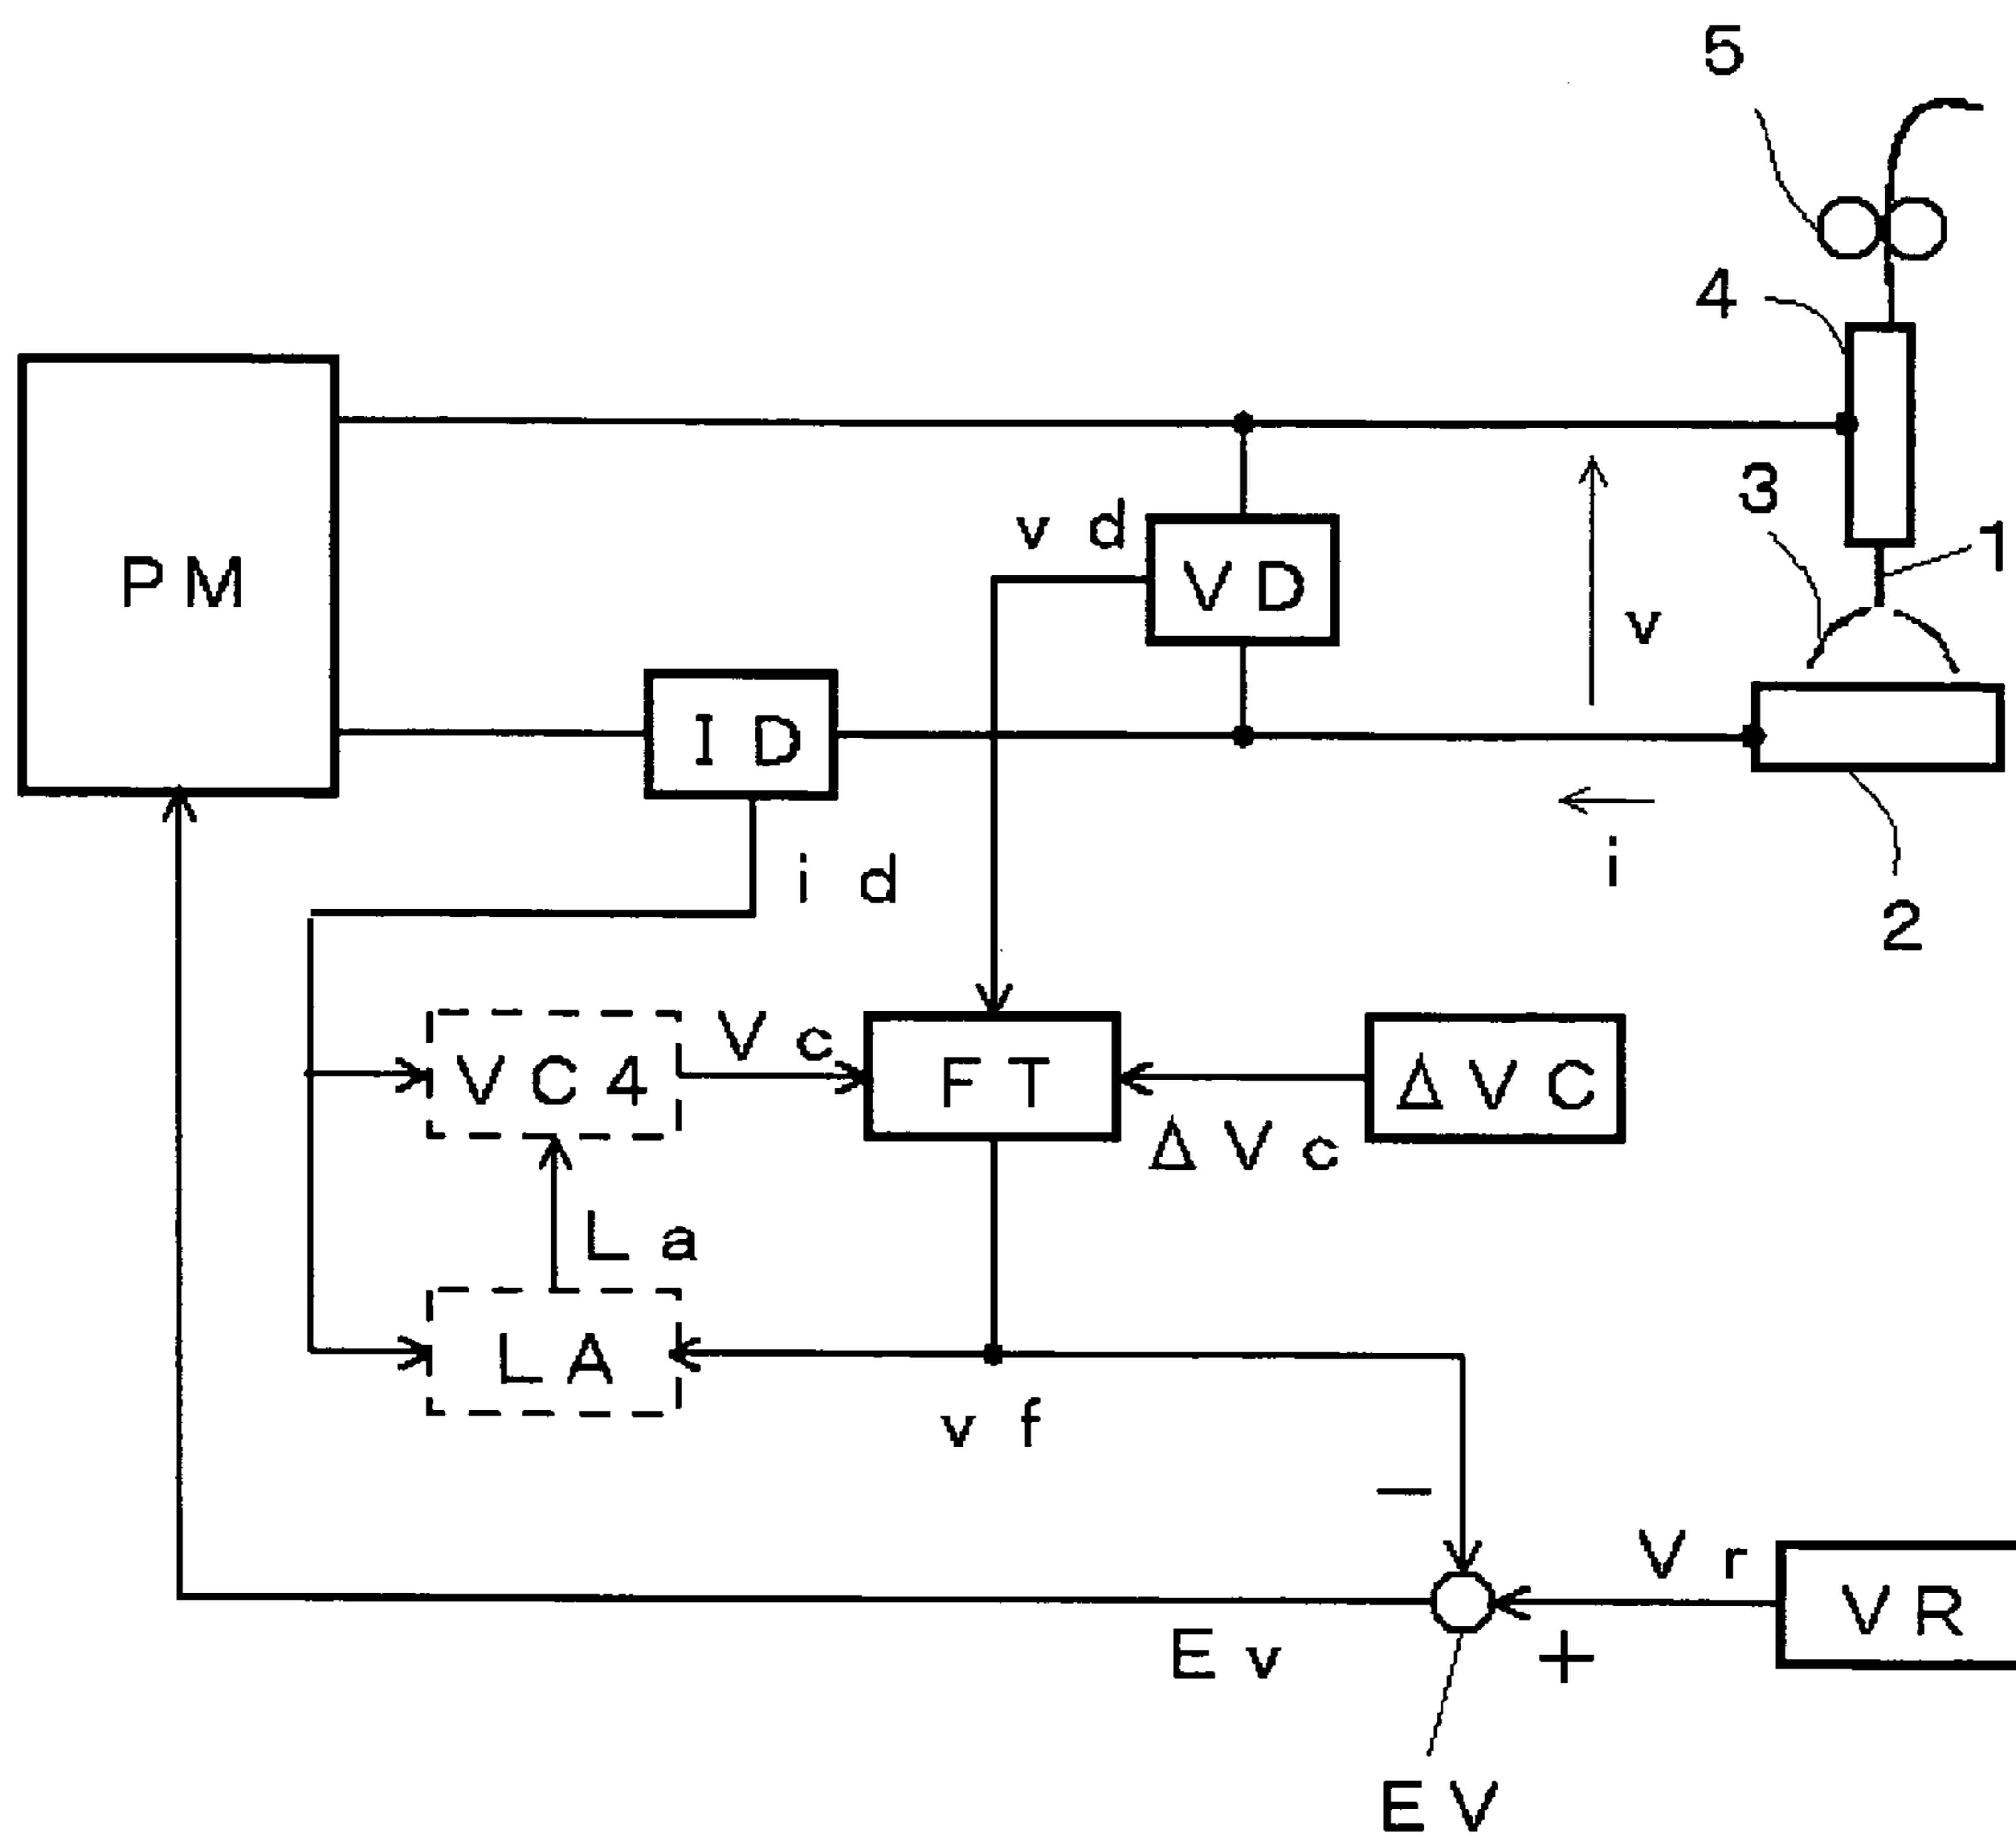 5
4
3
1
v d
PM
VD
v
ID
i
i d
2
VC4
Vc
FT
ΔVC
ΔVc
La
LA
v f
−
Vr
VR
Ev
+
EV